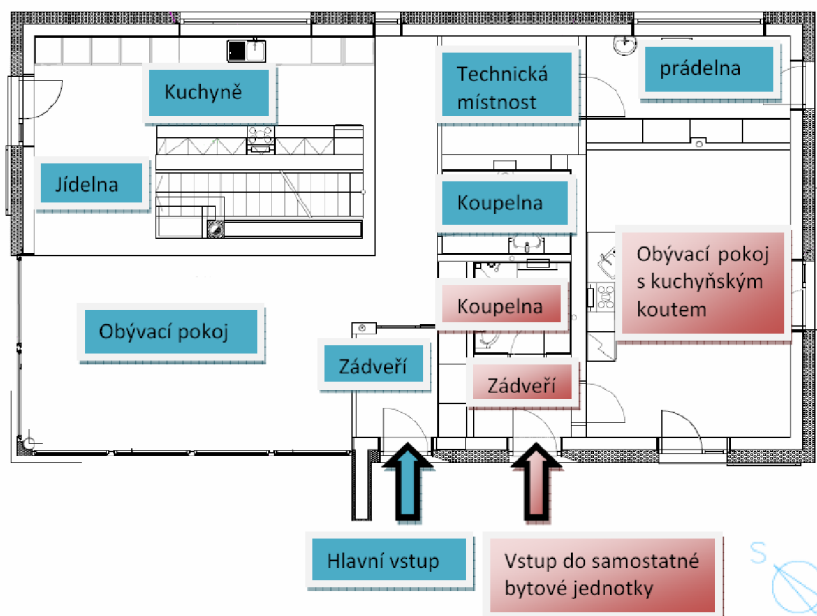 Kuchyně
Technická
místnost
prádelna
Jídelna
Koupelna
Obývací pokoj
s kuchyňským
koutem
Koupelna
Obývací pokoj
Zádveří
Zádveří
Hlavní vstup
Vstup do samostatné
bytové jednotky
S